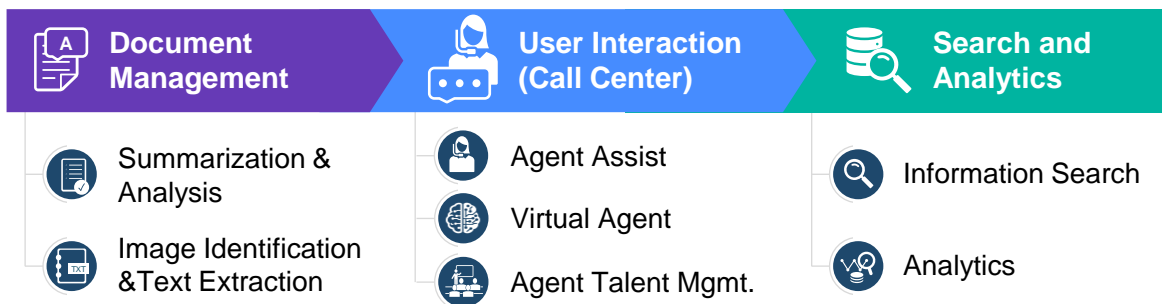 A
Document
Management
User Interaction
(Call Center)
Search and
Analytics
Summarization &
Analysis
TXT
Image Identification
&Text Extraction
Agent Assist
Virtual Agent
Agent Talent Mgmt.
Information Search
Analytics